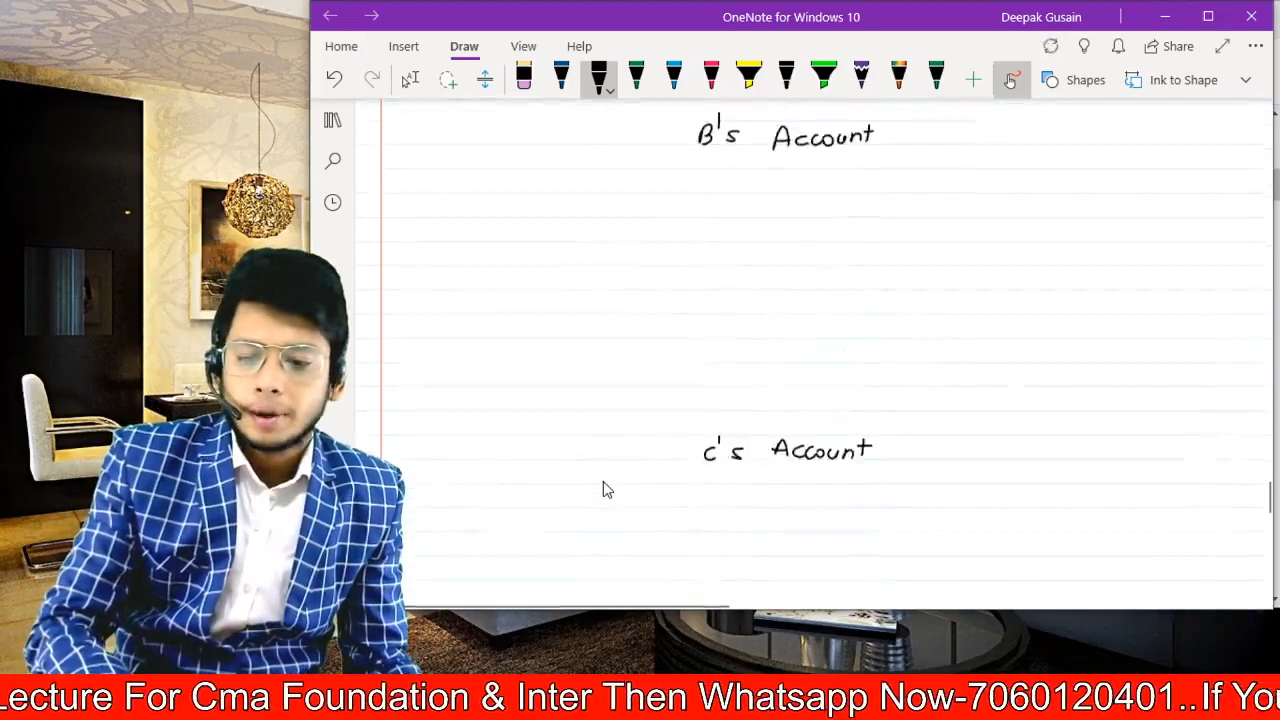 OneNote for Windows 10
Deepak Gusain
Home Insert Draw View Help
Share
Shapes
Ink to Shape
B's Account
c's Account
Lecture For Cma Foundation & Inter Then Whatsapp Now-7060120401..If You